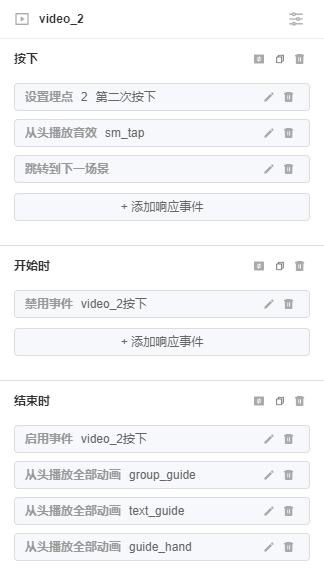 video_2
按下
设置埋点 2 第二次按下
从头播放音效 sm_tap
跳转到下一场景
+ 添加响应事件
开始时
禁用事件 video_2按下
+ 添加响应事件
结束时
启用事件 video_2按下
从头播放全部动画 group_guide
从头播放全部动画 text_guide
从头播放全部动画 guide_hand